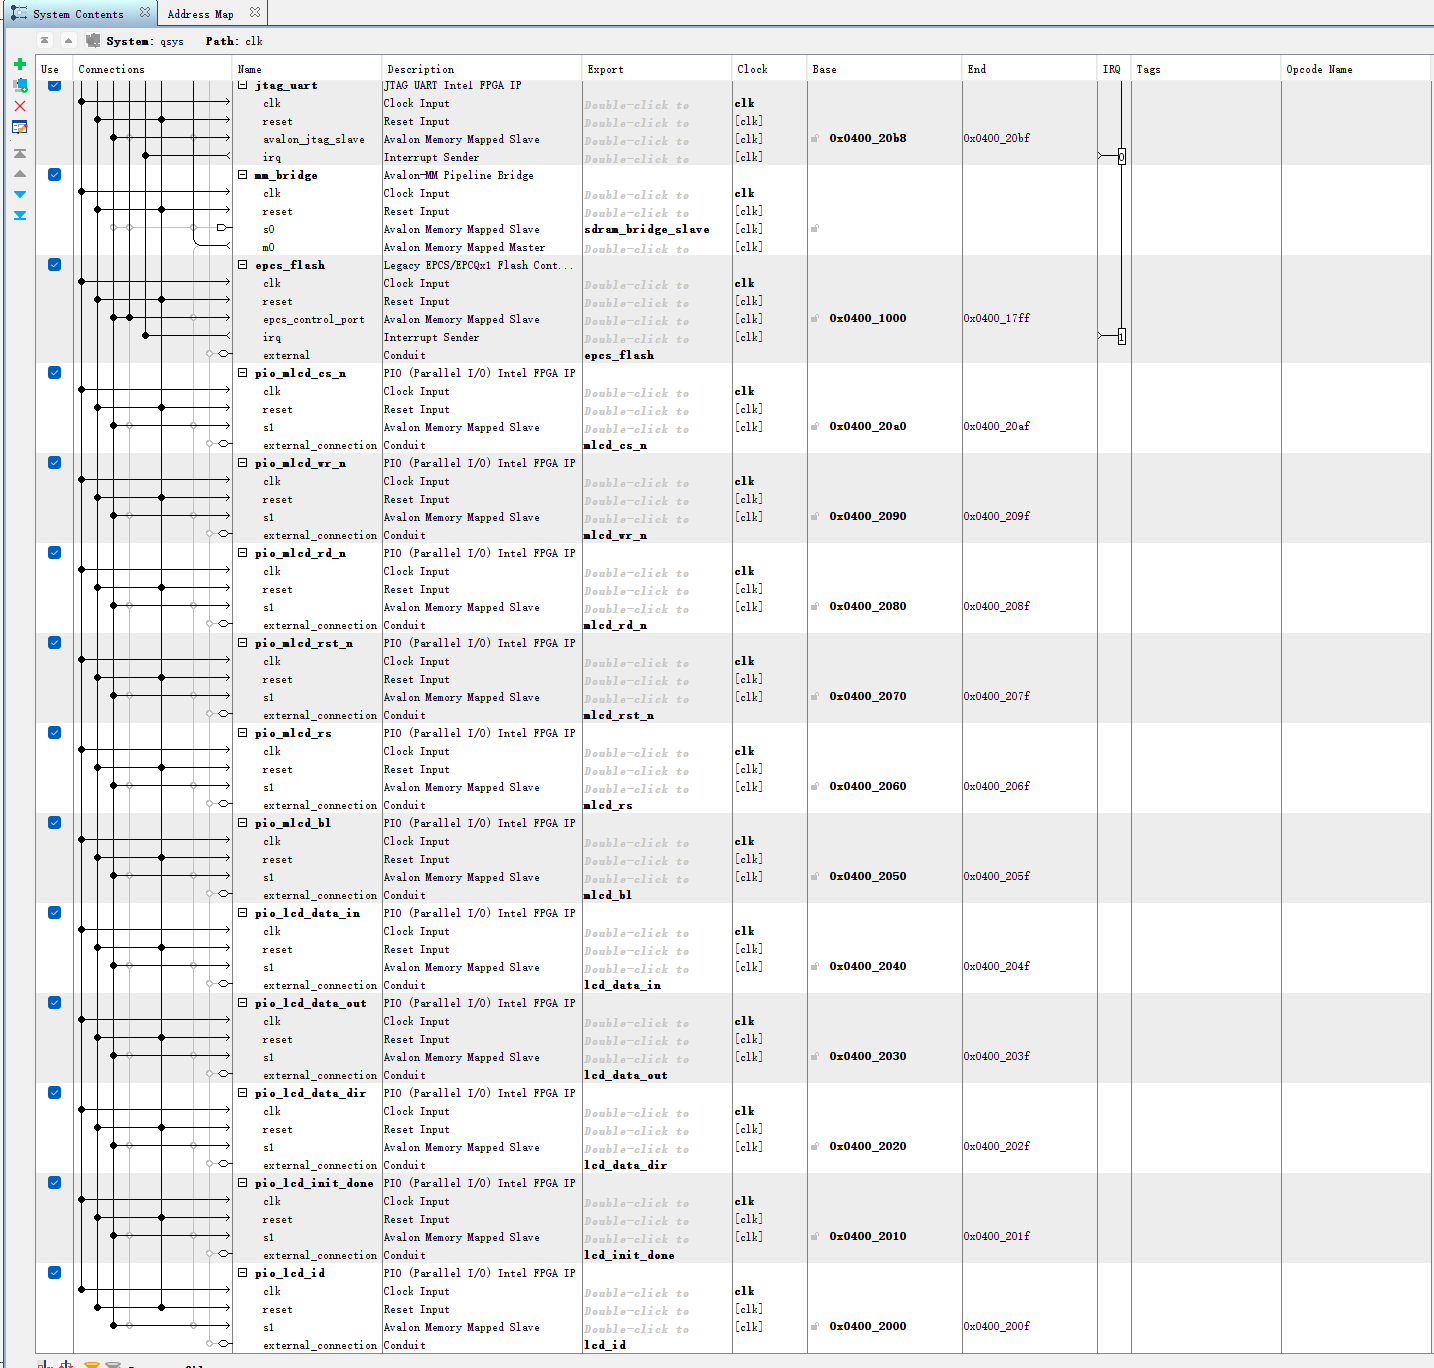 System Contents Address Map
System: qsys Path: clk
Use Connections Name Description Export Clock Base End IRQ Tags Opcode Name
jtag_uart JTAG UART Intel FPGA IP
clk Clock Input Double-click to clk
reset Reset Input Double-click to [clk]
avalon_jtag_slave Avalon Memory Mapped Slave Double-click to [clk] 0x0400_20b8 0x0400_20bf
irq Interrupt Sender Double-click to [clk] 0
mm_bridge Avalon-MM Pipeline Bridge
clk Clock Input Double-click to clk
reset Reset Input Double-click to [clk]
s0 Avalon Memory Mapped Slave sdram_bridge_slave [clk]
m0 Avalon Memory Mapped Master Double-click to [clk]
epcs_flash Legacy EPCS/EPCQx1 Flash Cont...
clk Clock Input Double-click to clk
reset Reset Input Double-click to [clk]
epcs_control_port Avalon Memory Mapped Slave Double-click to [clk] 0x0400_1000 0x0400_17ff
irq Interrupt Sender Double-click to [clk] 1
external Conduit epcs_flash
pio_mlcd_cs_n PIO (Parallel I/O) Intel FPGA IP
clk Clock Input Double-click to clk
reset Reset Input Double-click to [clk]
s1 Avalon Memory Mapped Slave Double-click to [clk] 0x0400_20a0 0x0400_20af
external_connection Conduit mlcd_cs_n
pio_mlcd_wr_n PIO (Parallel I/O) Intel FPGA IP
clk Clock Input Double-click to clk
reset Reset Input Double-click to [clk]
s1 Avalon Memory Mapped Slave Double-click to [clk] 0x0400_2090 0x0400_209f
external_connection Conduit mlcd_wr_n
pio_mlcd_rd_n PIO (Parallel I/O) Intel FPGA IP
clk Clock Input Double-click to clk
reset Reset Input Double-click to [clk]
s1 Avalon Memory Mapped Slave Double-click to [clk] 0x0400_2080 0x0400_208f
external_connection Conduit mlcd_rd_n
pio_mlcd_rst_n PIO (Parallel I/O) Intel FPGA IP
clk Clock Input Double-click to clk
reset Reset Input Double-click to [clk]
s1 Avalon Memory Mapped Slave Double-click to [clk] 0x0400_2070 0x0400_207f
external_connection Conduit mlcd_rst_n
pio_mlcd_rs PIO (Parallel I/O) Intel FPGA IP
clk Clock Input Double-click to clk
reset Reset Input Double-click to [clk]
s1 Avalon Memory Mapped Slave Double-click to [clk] 0x0400_2060 0x0400_206f
external_connection Conduit mlcd_rs
pio_mlcd_bl PIO (Parallel I/O) Intel FPGA IP
clk Clock Input Double-click to clk
reset Reset Input Double-click to [clk]
s1 Avalon Memory Mapped Slave Double-click to [clk] 0x0400_2050 0x0400_205f
external_connection Conduit mlcd_bl
pio_lcd_data_in PIO (Parallel I/O) Intel FPGA IP
clk Clock Input Double-click to clk
reset Reset Input Double-click to [clk]
s1 Avalon Memory Mapped Slave Double-click to [clk] 0x0400_2040 0x0400_204f
external_connection Conduit lcd_data_in
pio_lcd_data_out PIO (Parallel I/O) Intel FPGA IP
clk Clock Input Double-click to clk
reset Reset Input Double-click to [clk]
s1 Avalon Memory Mapped Slave Double-click to [clk] 0x0400_2030 0x0400_203f
external_connection Conduit lcd_data_out
pio_lcd_data_dir PIO (Parallel I/O) Intel FPGA IP
clk Clock Input Double-click to clk
reset Reset Input Double-click to [clk]
s1 Avalon Memory Mapped Slave Double-click to [clk] 0x0400_2020 0x0400_202f
external_connection Conduit lcd_data_dir
pio_lcd_init_done PIO (Parallel I/O) Intel FPGA IP
clk Clock Input Double-click to clk
reset Reset Input Double-click to [clk]
s1 Avalon Memory Mapped Slave Double-click to [clk] 0x0400_2010 0x0400_201f
external_connection Conduit lcd_init_done
pio_lcd_id PIO (Parallel I/O) Intel FPGA IP
clk Clock Input Double-click to clk
reset Reset Input Double-click to [clk]
s1 Avalon Memory Mapped Slave Double-click to [clk] 0x0400_2000 0x0400_200f
external_connection Conduit lcd_id